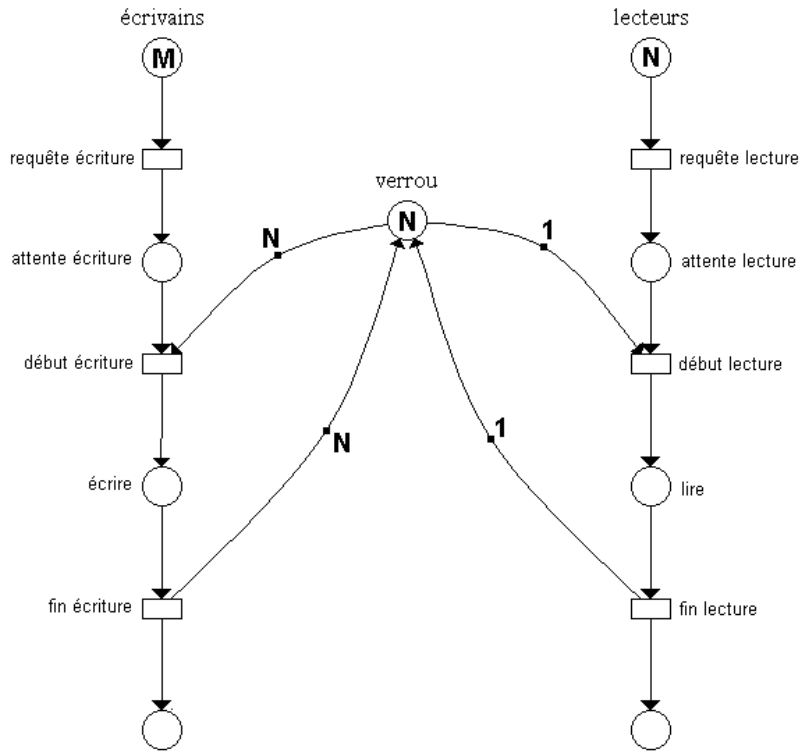 écrivains
lecteurs
M
N
requête écriture
requête lecture
verrou
N
N
1
attente écriture
attente lecture
début écriture
début lecture
N
1
écrire
lire
fin écriture
fin lecture